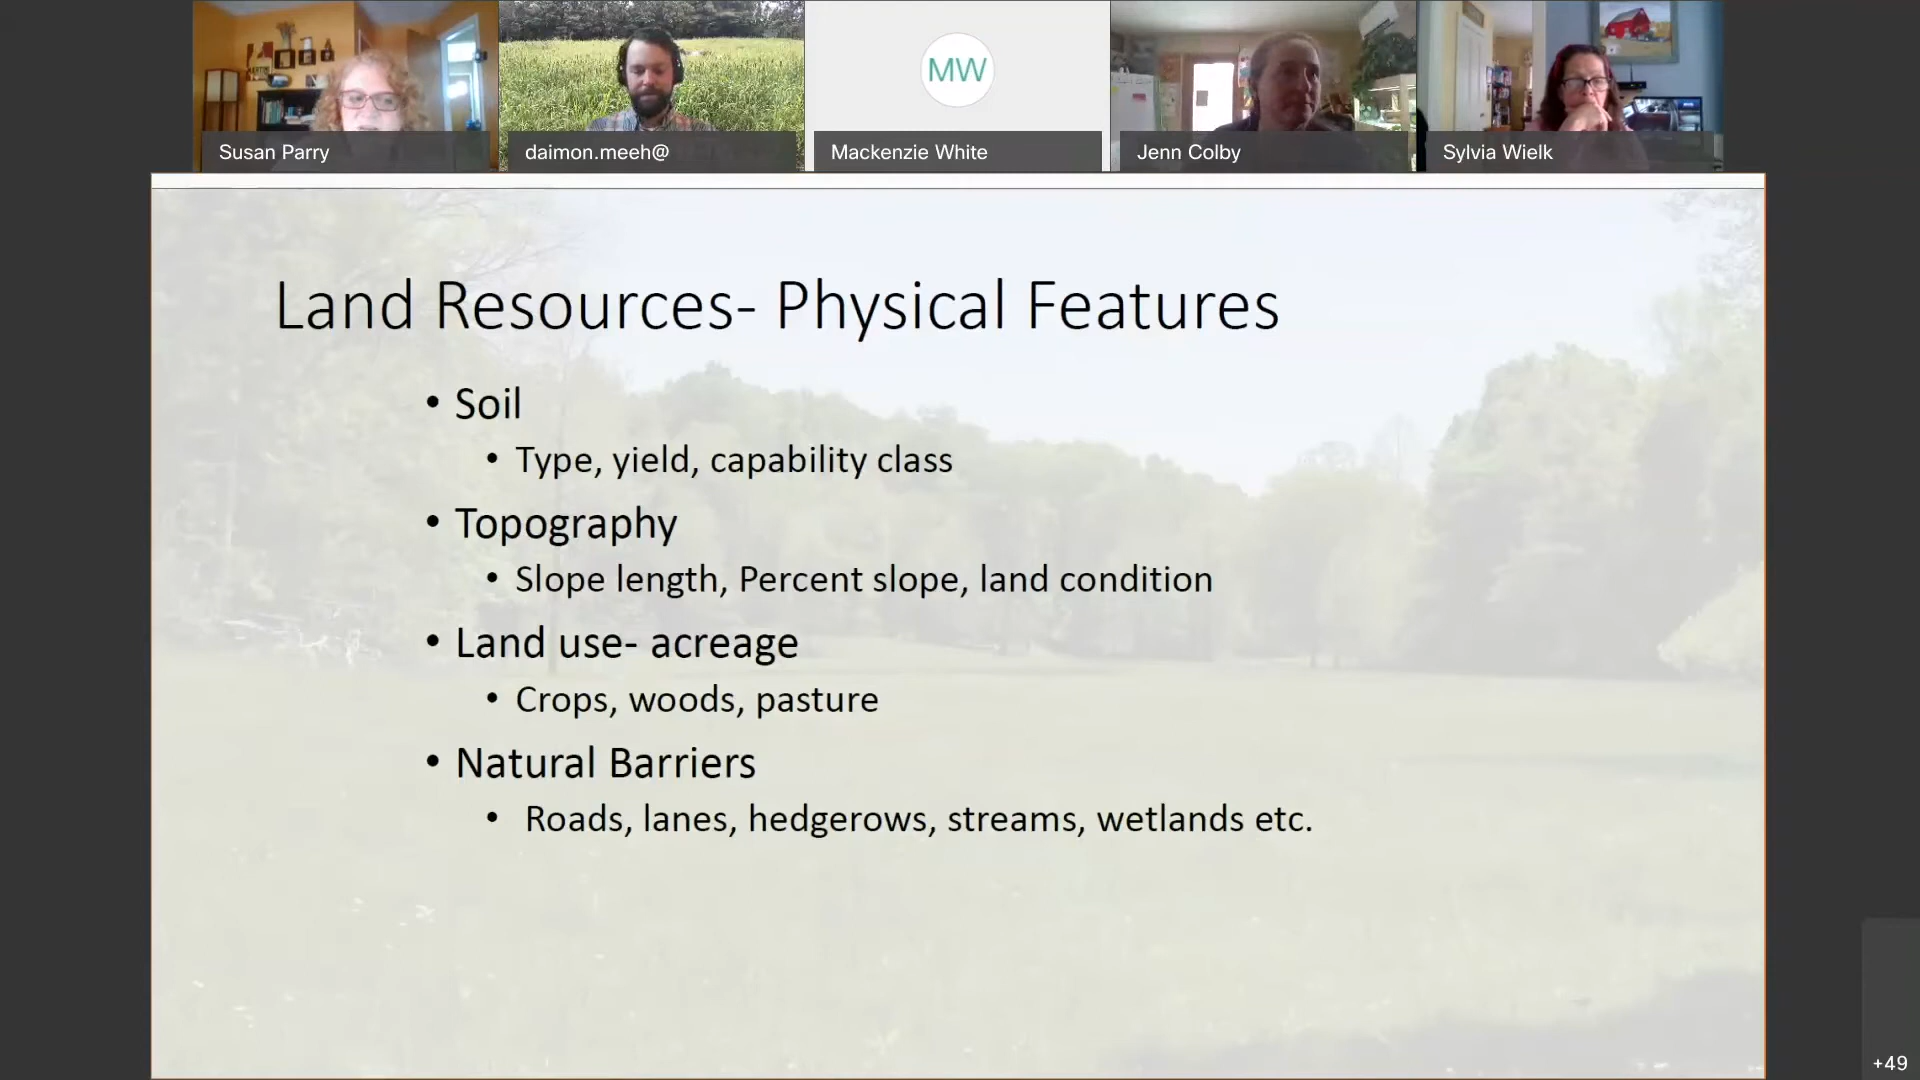 MW
Susan Parry
daimon.meeh@
Mackenzie White
Jenn Colby
Sylvia Wielk
Land Resources- Physical Features
• Soil
• Type, yield, capability class
• Topography
• Slope length, Percent slope, land condition
• Land use- acreage
• Crops, woods, pasture
• Natural Barriers
• Roads, lanes, hedgerows, streams, wetlands etc.
+49